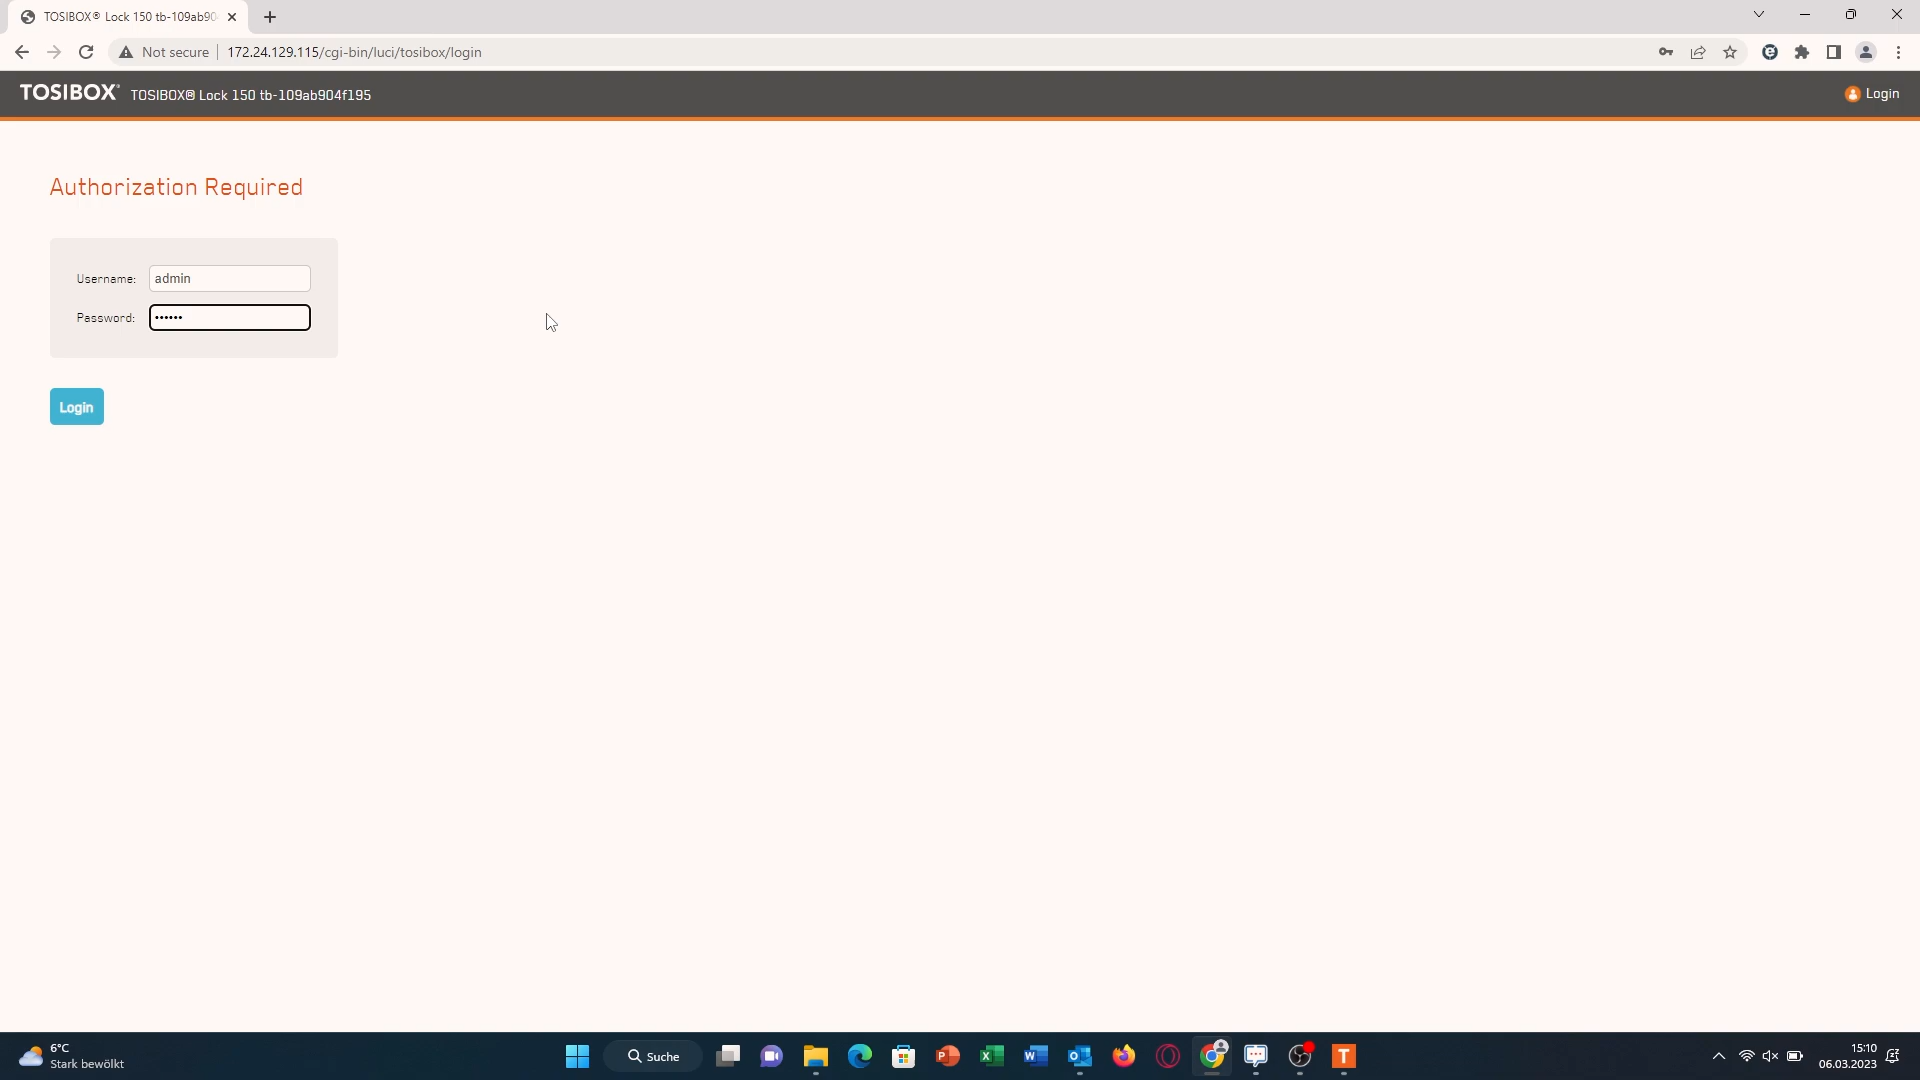 TOSIBOX® Lock 150 tb-109ab90
Not secure
172.24.129.115/cgi-bin/luci/tosibox/login
TOSIBOX® TOSIBOX® Lock 150 tb-109ab904f195
Login
Authorization Required
Username: admin
Password: ••••••
Login
6°C
Stark bewölkt
Suche
15:10
06.03.2023